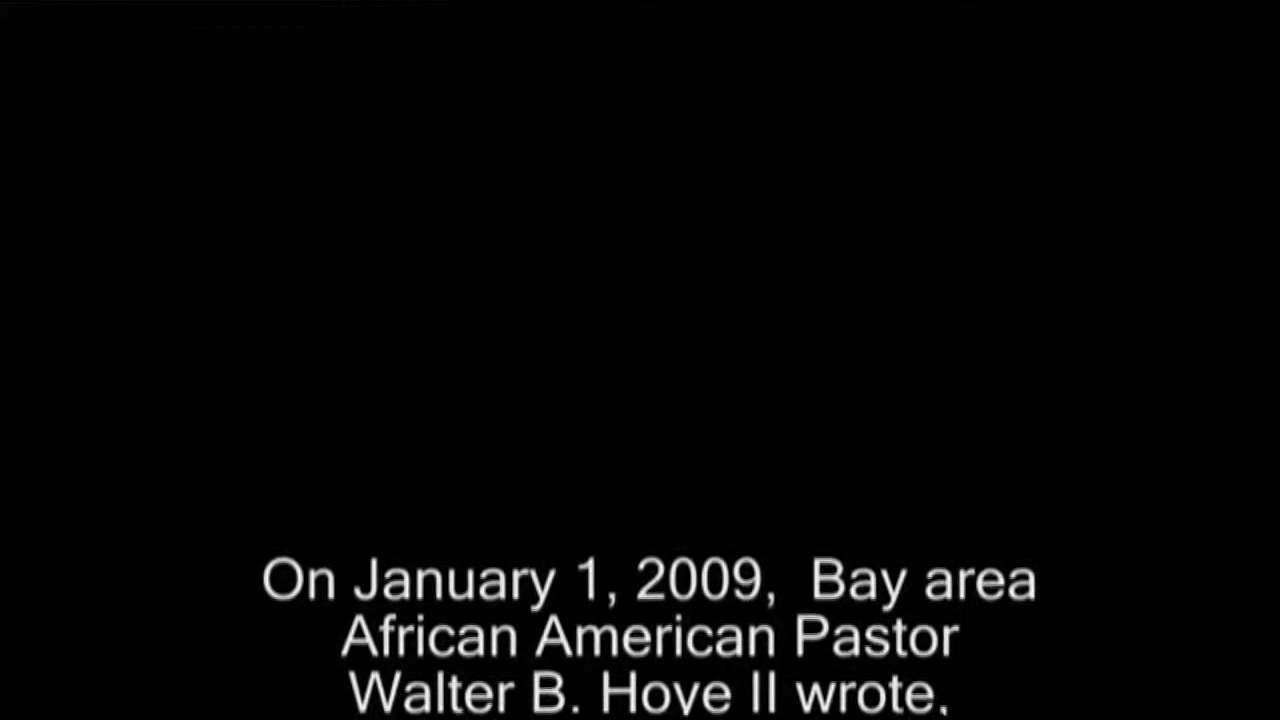 On January 1, 2009,  Bay area
African American Pastor
Walter B. Hoye II wrote,